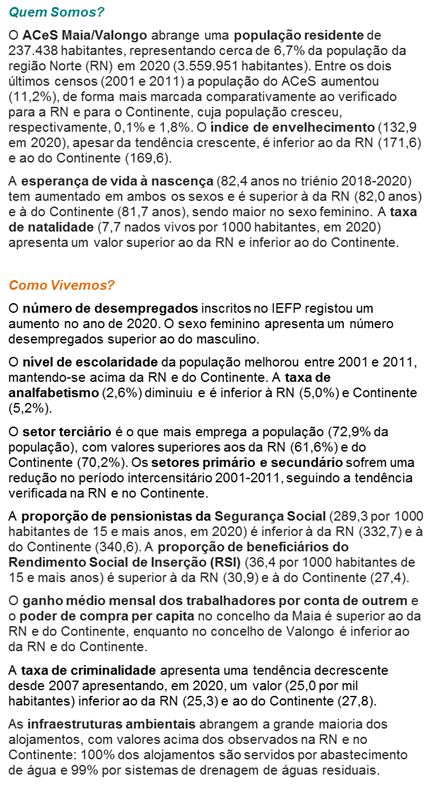 Quem Somos?
O ACeS Maia/Valongo abrange uma população residente de
237.438 habitantes, representando cerca de 6,7% da população da
região Norte (RN) em 2020 (3.559.951 habitantes). Entre os dois
últimos censos (2001 e 2011) a população do ACeS aumentou
(11,2%), de forma mais marcada comparativamente ao verificado
para a RN e para o Continente, cuja população cresceu,
respectivamente, 0,1% e 1,8%. O índice de envelhecimento (132,9
em 2020), apesar da tendência crescente, é inferior ao da RN (171,6)
e ao do Continente (169,6).
A esperança de vida à nascença (82,4 anos no triénio 2018-2020)
tem aumentado em ambos os sexos e é superior à da RN (82,0 anos)
e à do Continente (81,7 anos), sendo maior no sexo feminino. A taxa
de natalidade (7,7 nados vivos por 1000 habitantes, em 2020)
apresenta um valor superior ao da RN e inferior ao do Continente.
Como Vivemos?
O número de desempregados inscritos no IEFP registou um
aumento no ano de 2020. O sexo feminino apresenta um número
desempregados superior ao do masculino.
O nível de escolaridade da população melhorou entre 2001 e 2011,
mantendo-se acima da RN e do Continente. A taxa de
analfabetismo (2,6%) diminuiu e é inferior à RN (5,0%) e Continente
(5,2%).
O setor terciário é o que mais emprega a população (72,9% da
população), com valores superiores aos da RN (61,6%) e do
Continente (70,2%). Os setores primário e secundário sofrem uma
redução no período intercensitário 2001-2011, seguindo a tendência
verificada na RN e no Continente.
A proporção de pensionistas da Segurança Social (289,3 por 1000
habitantes de 15 e mais anos, em 2020) é inferior à da RN (332,7) e à
do Continente (340,6). A proporção de beneficiários do
Rendimento Social de Inserção (RSI) (36,4 por 1000 habitantes de
15 e mais anos) é superior à da RN (30,9) e à do Continente (27,4).
O ganho médio mensal dos trabalhadores por conta de outrem e
o poder de compra per capita no concelho da Maia é superior ao da
RN e do Continente, enquanto no concelho de Valongo é inferior ao
da RN e do Continente.
A taxa de criminalidade apresenta uma tendência decrescente
desde 2007 apresentando, em 2020, um valor (25,0 por mil
habitantes) inferior ao da RN (25,3) e ao do Continente (27,8).
As infraestruturas ambientais abrangem a grande maioria dos
alojamentos, com valores acima dos observados na RN e no
Continente: 100% dos alojamentos são servidos por abastecimento
de água e 99% por sistemas de drenagem de águas residuais.